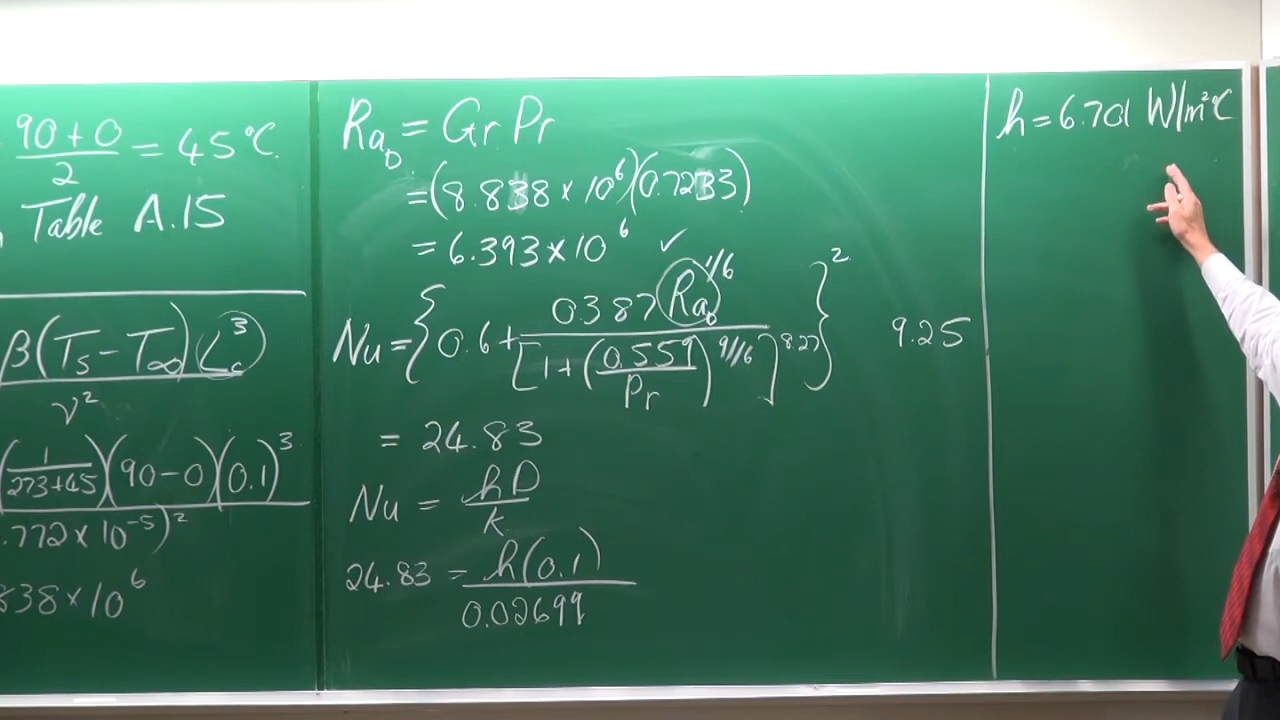 (90+0)/2 = 45°C.
Table A.15
β(Ts-T∞)(Lc³)/ν²
(1/(273+45))(90-0)(0.1)³
.772×10⁻⁵)²
838×10⁶
Ra_D = Gr Pr
=(8.838×10⁶)(0.7233)
= 6.393×10⁶ ✓
Nu={0.6+0.387(Ra_D)^1/6/[1+(0.559/Pr)^9/16]^8.27}² 9.25
= 24.83
Nu = hD/k
24.83 = h(0.1)/0.02699
h=6.701 W/m²°C